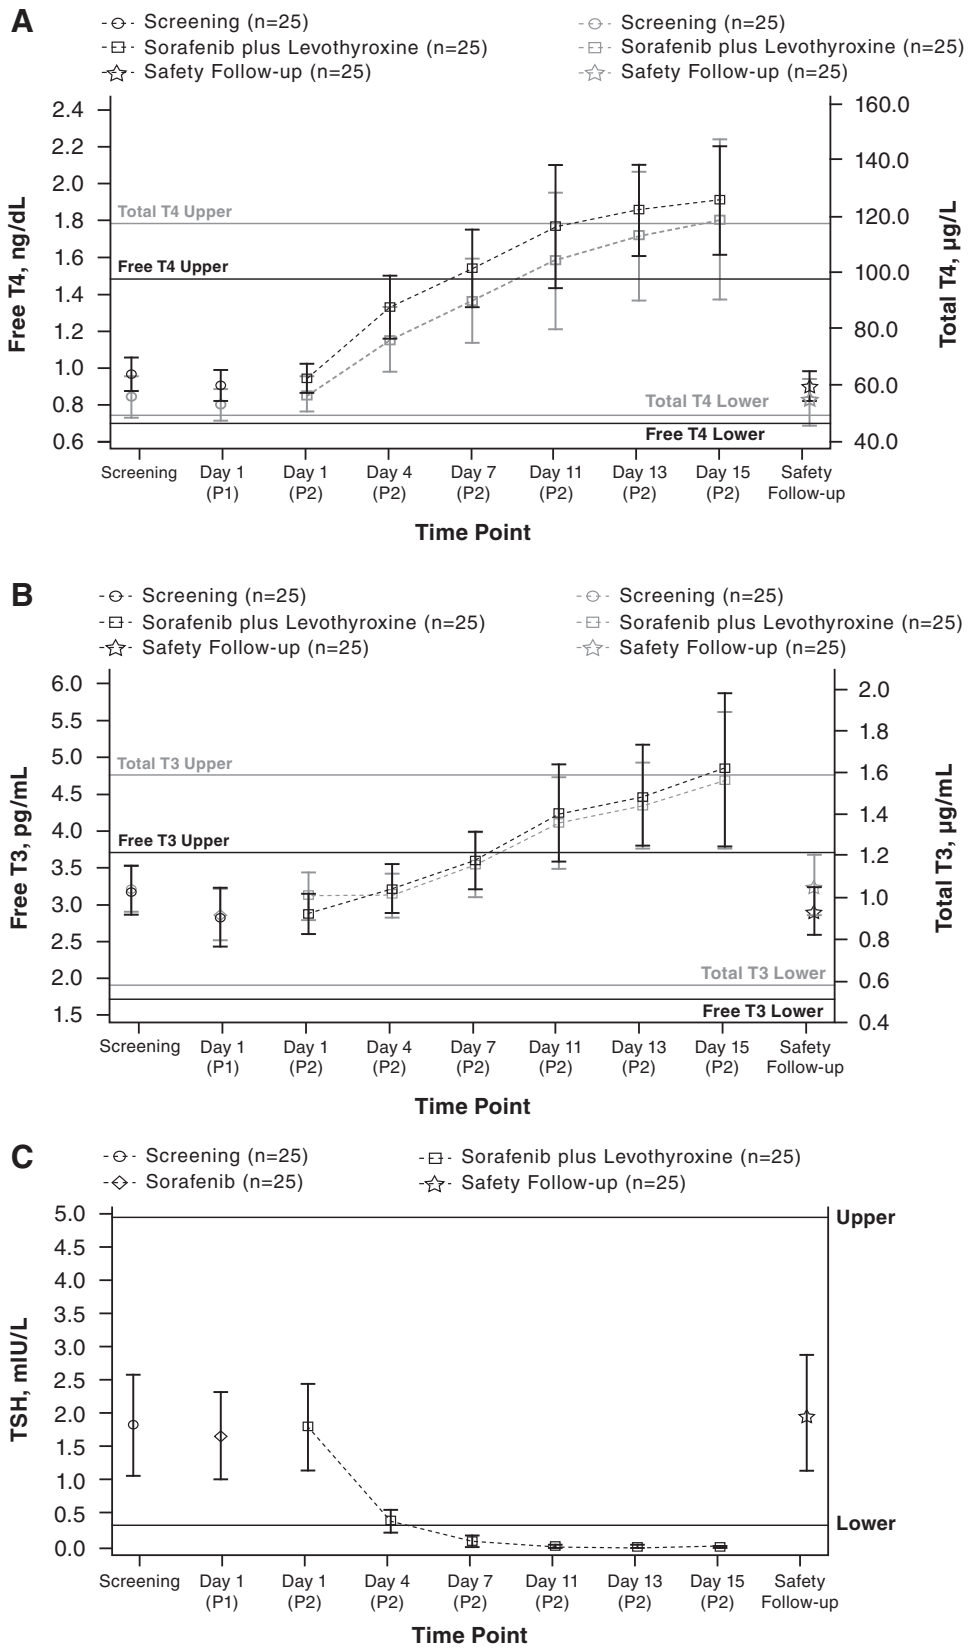 A
Screening (n=25)
Sorafenib plus Levothyroxine (n=25)
Safety Follow-up (n=25)
Screening (n=25)
Sorafenib plus Levothyroxine (n=25)
Safety Follow-up (n=25)
Free T4, ng/dL
2.4
2.2
2.0
1.8
1.6
1.4
1.2
1.0
0.8
0.6
Total T4 Upper
Free T4 Upper
Total T4 Lower
Free T4 Lower
160.0
140.0
120.0
100.0
80.0
60.0
40.0
Total T4, µg/L
Screening
Day 1
(P1)
Day 1
(P2)
Day 4
(P2)
Day 7
(P2)
Day 11
(P2)
Day 13
(P2)
Day 15
(P2)
Safety
Follow-up
Time Point
B
Screening (n=25)
Sorafenib plus Levothyroxine (n=25)
Safety Follow-up (n=25)
Screening (n=25)
Sorafenib plus Levothyroxine (n=25)
Safety Follow-up (n=25)
Free T3, pg/mL
6.0
5.5
5.0
4.5
4.0
3.5
3.0
2.5
2.0
1.5
Total T3 Upper
Free T3 Upper
Total T3 Lower
Free T3 Lower
2.0
1.8
1.6
1.4
1.2
1.0
0.8
0.6
0.4
Total T3, µg/mL
Screening
Day 1
(P1)
Day 1
(P2)
Day 4
(P2)
Day 7
(P2)
Day 11
(P2)
Day 13
(P2)
Day 15
(P2)
Safety
Follow-up
Time Point
C
Screening (n=25)
Sorafenib (n=25)
Sorafenib plus Levothyroxine (n=25)
Safety Follow-up (n=25)
TSH, mIU/L
5.0
4.5
4.0
3.5
3.0
2.5
2.0
1.5
1.0
0.5
0.0
Upper
Lower
Screening
Day 1
(P1)
Day 1
(P2)
Day 4
(P2)
Day 7
(P2)
Day 11
(P2)
Day 13
(P2)
Day 15
(P2)
Safety
Follow-up
Time Point